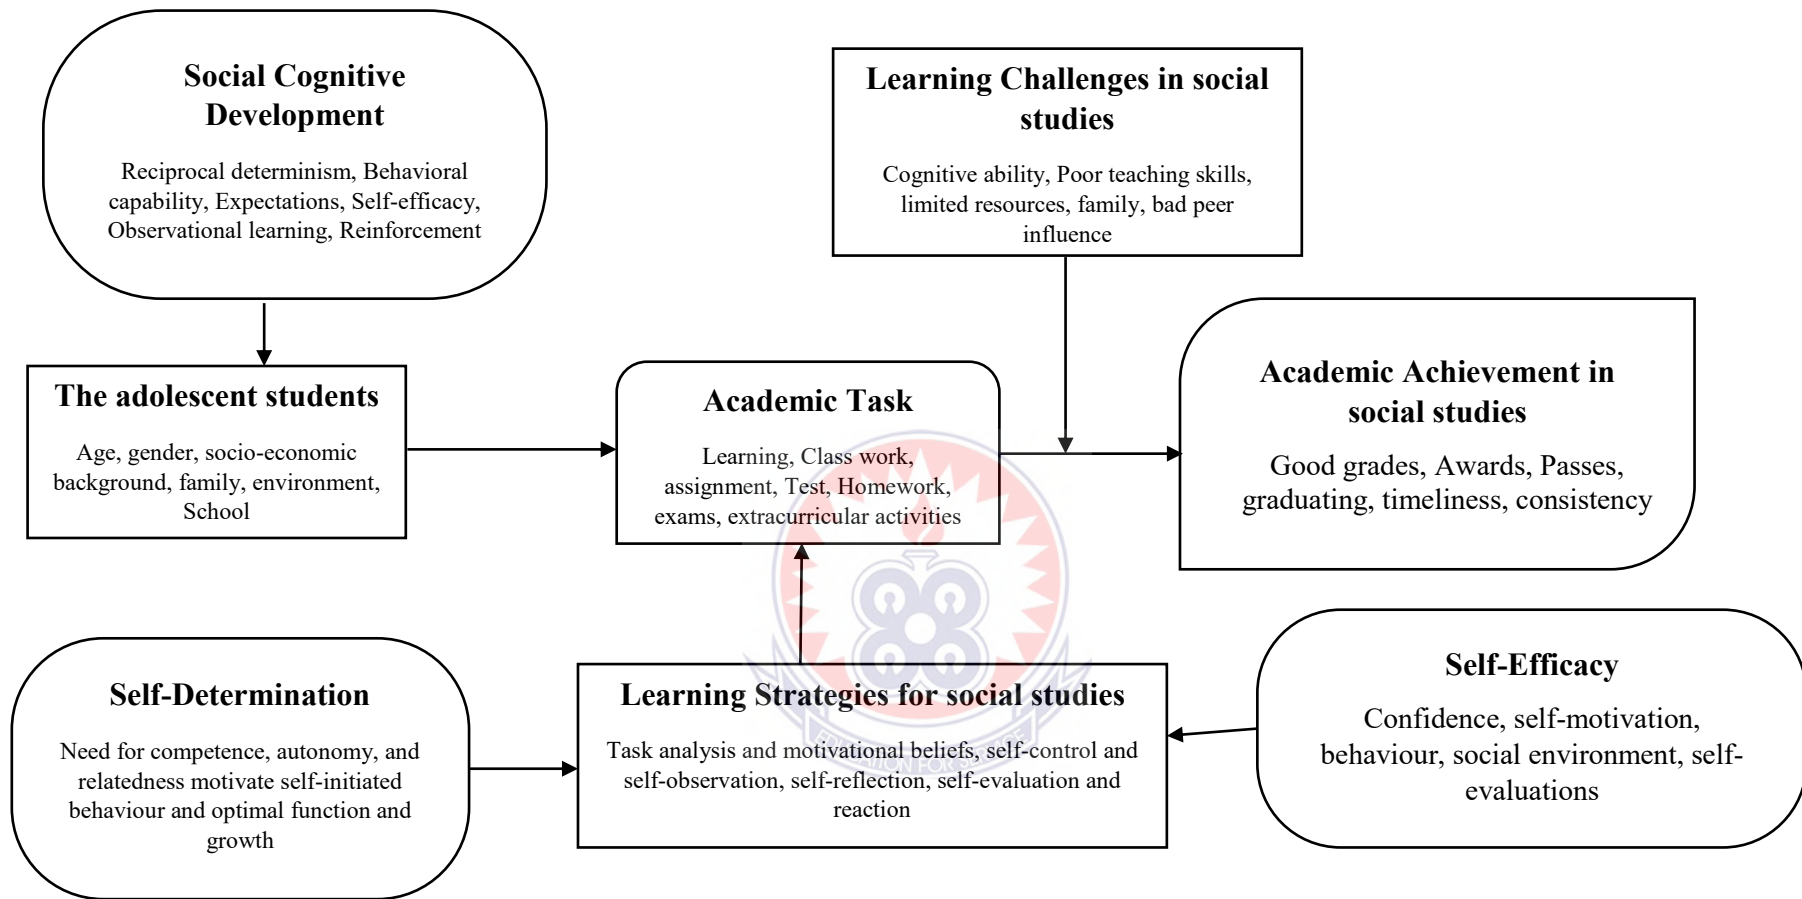 Social Cognitive
Development
Reciprocal determinism, Behavioral
capability, Expectations, Self-efficacy,
Observational learning, Reinforcement
Learning Challenges in social
studies
Cognitive ability, Poor teaching skills,
limited resources, family, bad peer
influence
The adolescent students
Age, gender, socio-economic
background, family, environment,
School
Academic Task
Learning, Class work,
assignment, Test, Homework,
exams, extracurricular activities
Academic Achievement in
social studies
Good grades, Awards, Passes,
graduating, timeliness, consistency
Self-Determination
Need for competence, autonomy, and
relatedness motivate self-initiated
behaviour and optimal function and
growth
Learning Strategies for social studies
Task analysis and motivational beliefs, self-control and
self-observation, self-reflection, self-evaluation and
reaction
EDUCATION FOR SERVICE
Self-Efficacy
Confidence, self-motivation,
behaviour, social environment, self-
evaluations